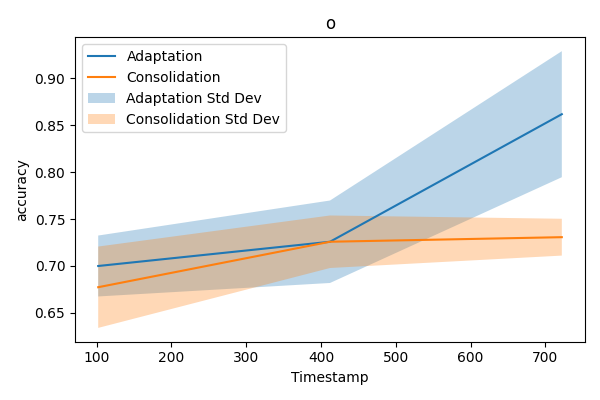 o
Adaptation
Consolidation
Adaptation Std Dev
Consolidation Std Dev
accuracy
0.90
0.85
0.80
0.75
0.70
0.65
100 200 300 400 500 600 700
Timestamp